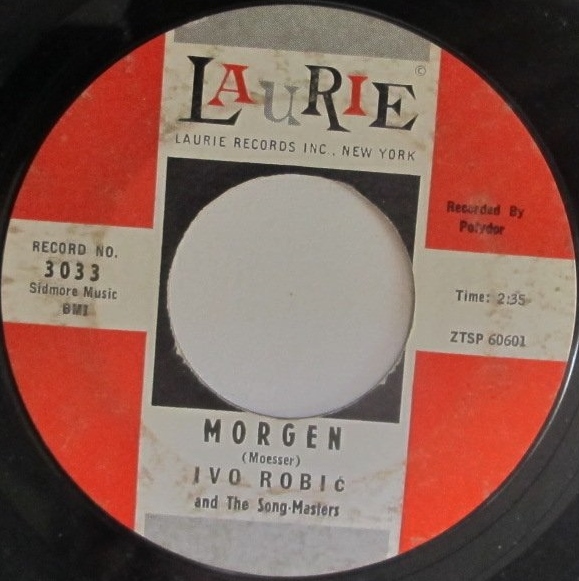 LAURIE ©
LAURIE RECORDS INC., NEW YORK
RECORD NO.
3033
Sidmore Music
BMI
Recorded By
Polydor
Time: 2:35
ZTSP 60601
MORGEN
(Moesser)
IVO ROBIĆ
and The Song-Masters